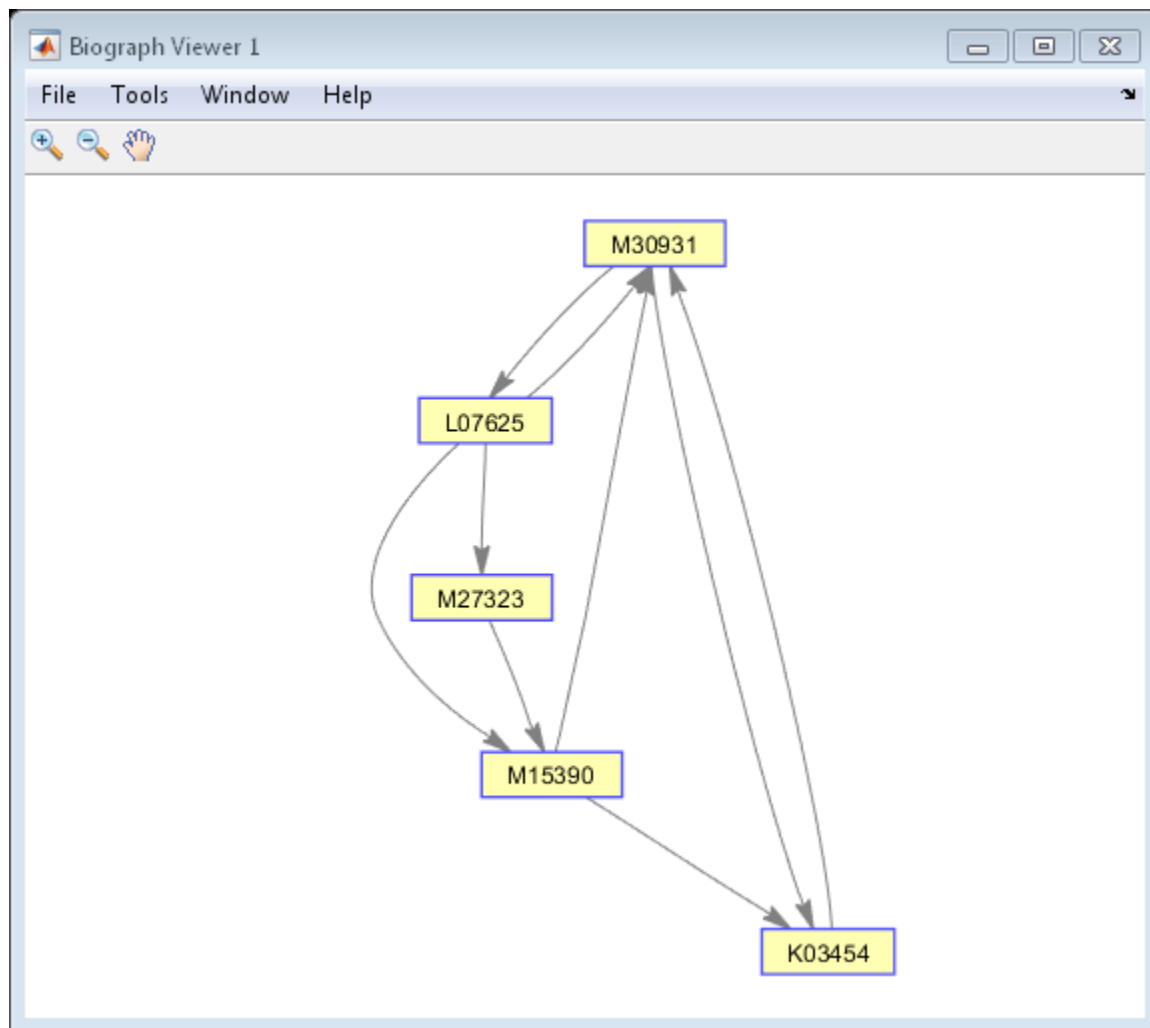 Biograph Viewer 1
File Tools Window Help
M30931
L07625
M27323
M15390
K03454